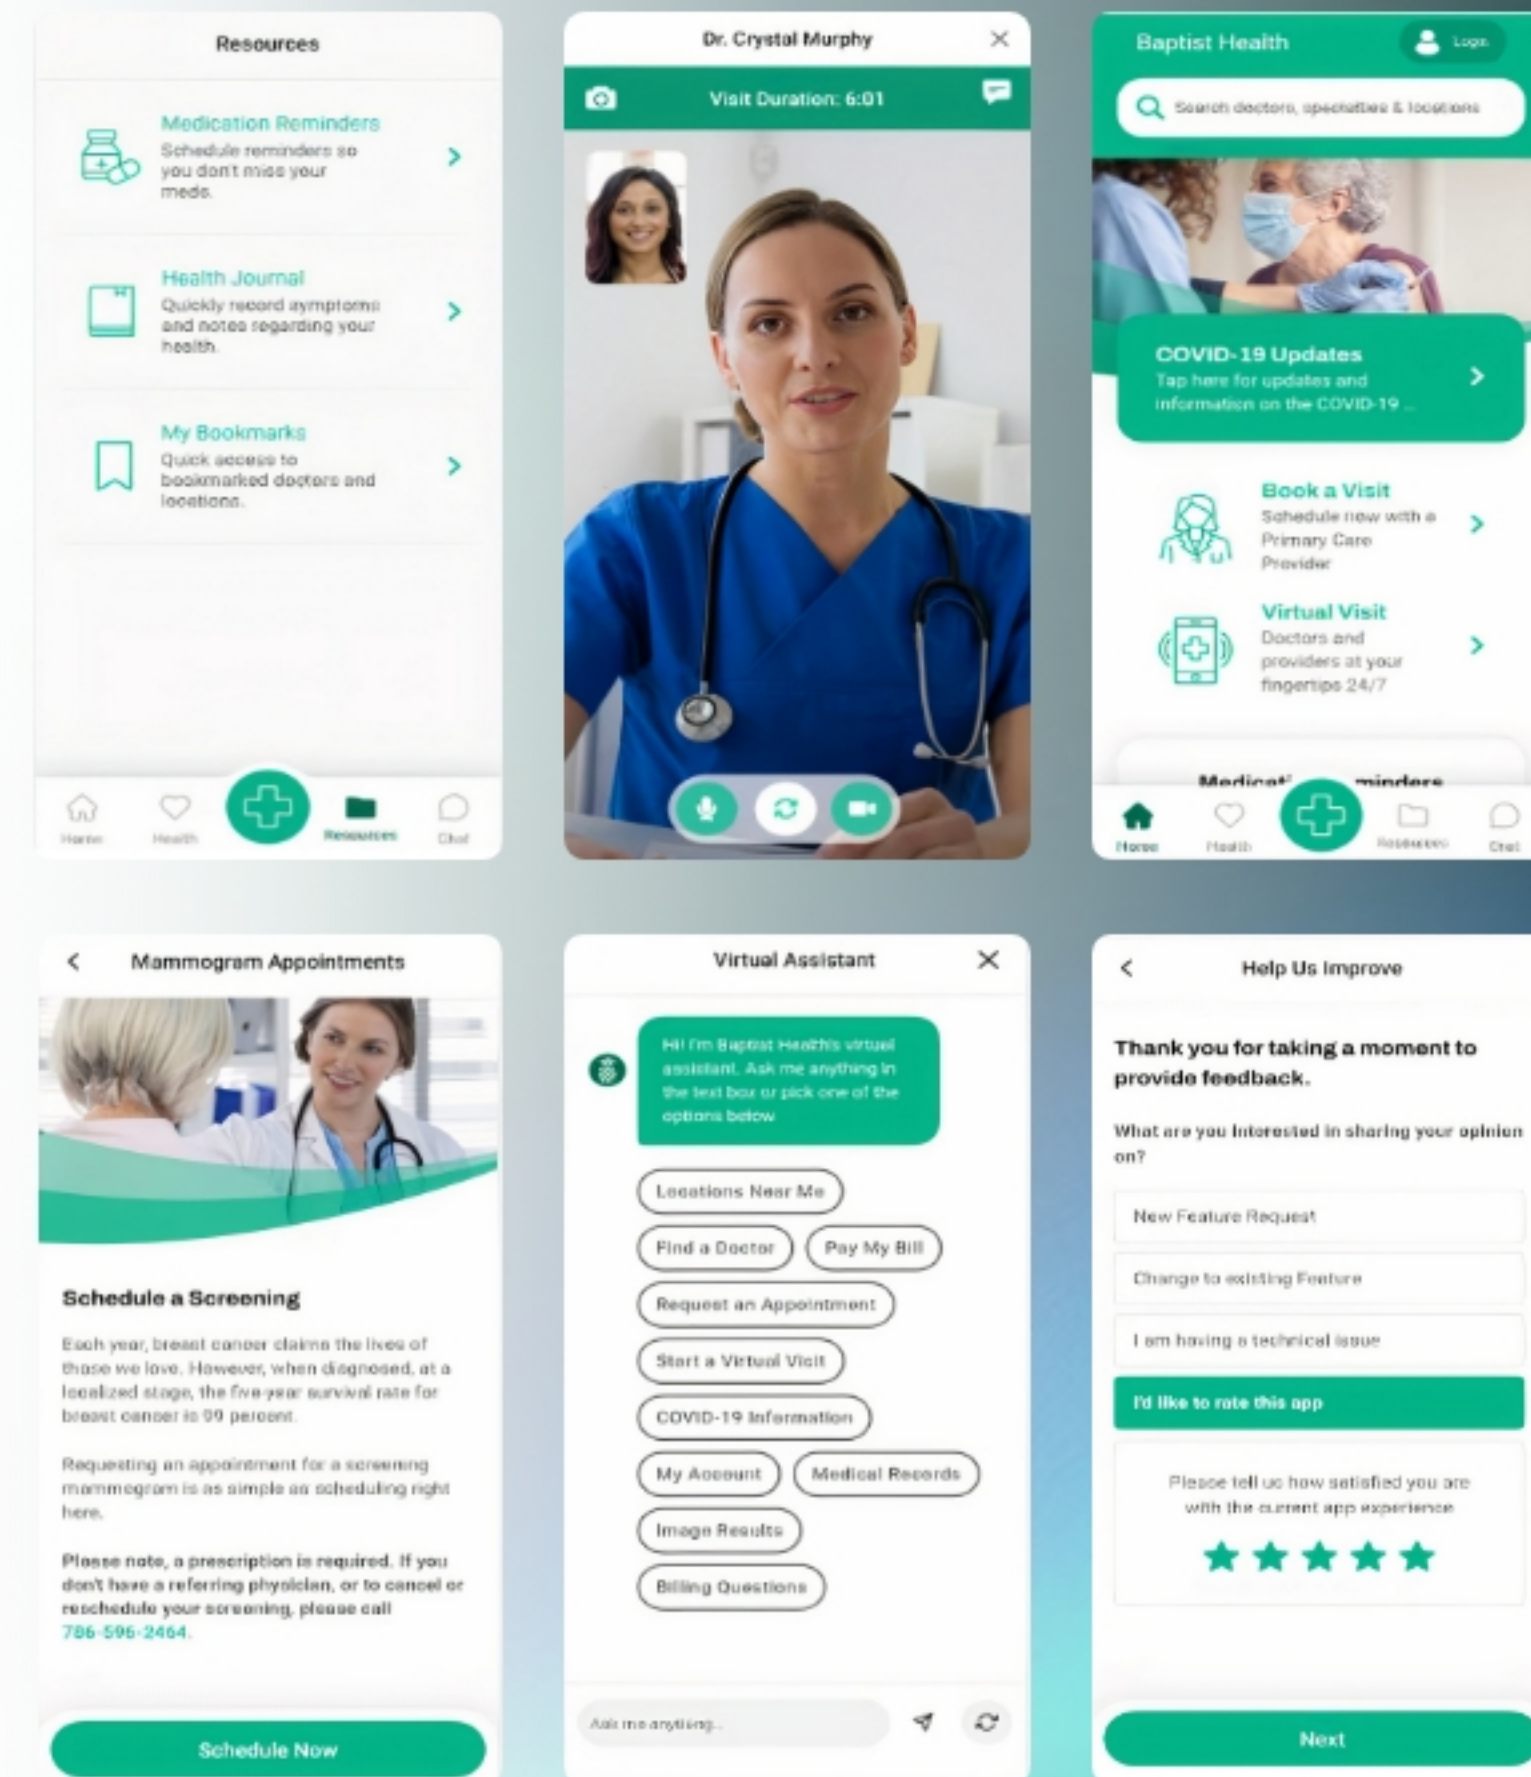 Resources
Medication Reminders
Schedule reminders so
you don't miss your
meds.
Health Journal
Quickly record symptoms
and notes regarding your
health.
My Bookmarks
Quick access to
bookmarked doctors and
locations.
Home
Health
Resources
Chat
Dr. Crystal Murphy
Visit Duration: 6:01
Baptist Health
Login
Search doctors, specialties & locations
COVID-19 Updates
Tap here for updates and
information on the COVID-19 ...
Book a Visit
Schedule now with a
Primary Care
Provider
Virtual Visit
Doctors and
providers at your
fingertips 24/7
Home
Health
Resources
Chat
Mammogram Appointments
Schedule a Screening
Each year, breast cancer claims the lives of
those we love. However, when diagnosed, at a
localized stage, the five-year survival rate for
breast cancer is 99 percent.
Requesting an appointment for a screening
mammogram is as simple as scheduling right
here.
Please note, a prescription is required. If you
don't have a referring physician, or to cancel or
reschedule your screening, please call
786-596-2464.
Schedule Now
Virtual Assistant
Hi! I'm Baptist Health's virtual
assistant. Ask me anything in
the text box or pick one of the
options below
Locations Near Me
Find a Doctor Pay My Bill
Request an Appointment
Start a Virtual Visit
COVID-19 Information
My Account Medical Records
Image Results
Billing Questions
Ask me anything...
Help Us Improve
Thank you for taking a moment to
provide feedback.
What are you interested in sharing your opinion
on?
New Feature Request
Change to existing Feature
I am having a technical issue
I'd like to rate this app
Please tell us how satisfied you are
with the current app experience
Next